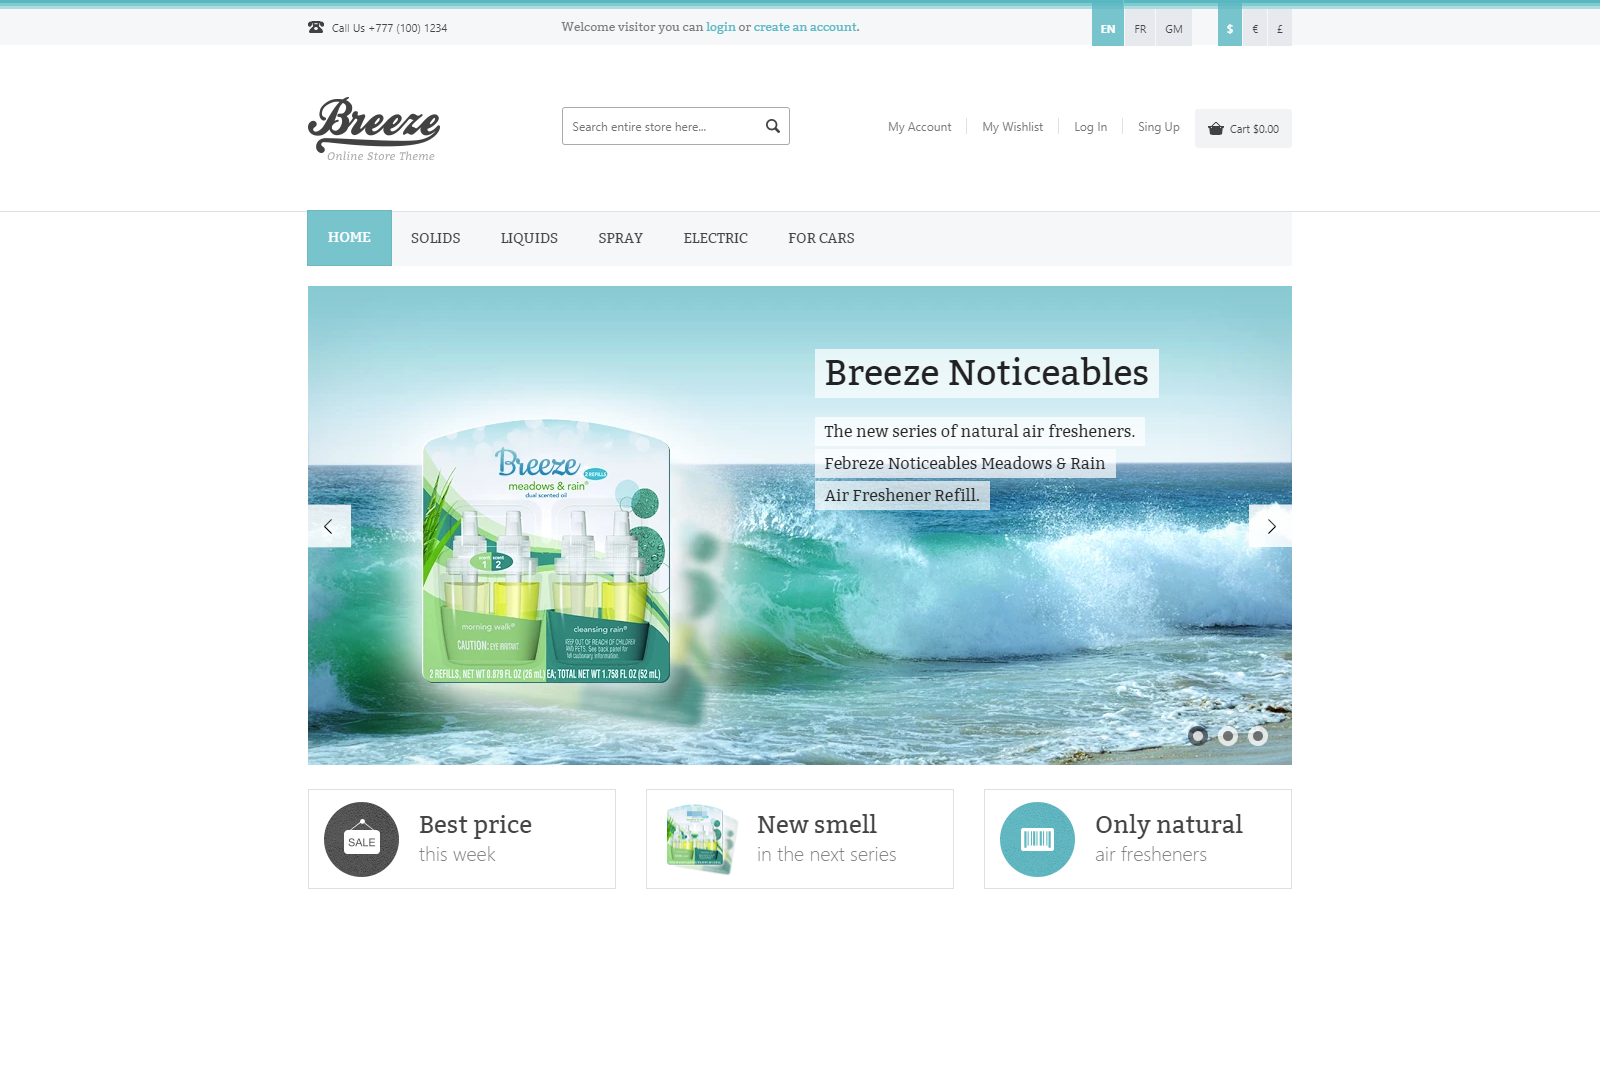 Call Us +777 (100) 1234
Welcome visitor you can login or create an account.
EN FR GM $ € £
Breeze
Online Store Theme
Search entire store here...
My Account My Wishlist Log In Sing Up Cart $0.00
HOME SOLIDS LIQUIDS SPRAY ELECTRIC FOR CARS
Breeze Noticeables
The new series of natural air fresheners.
Febreze Noticeables Meadows & Rain
Air Freshener Refill.
Breeze
2 REFILLS
meadows & rain®
dual scented oil
scent 1 scent 2
morning walk®
CAUTION: EYE IRRITANT
cleansing rain®
KEEP OUT OF REACH OF CHILDREN
AND PETS. See back panel for
full cautionary information.
2 REFILLS, NET WT 0.879 FL OZ (26 mL) EA; TOTAL NET WT 1.758 FL OZ (52 mL)
SALE
Best price
this week
New smell
in the next series
Only natural
air fresheners